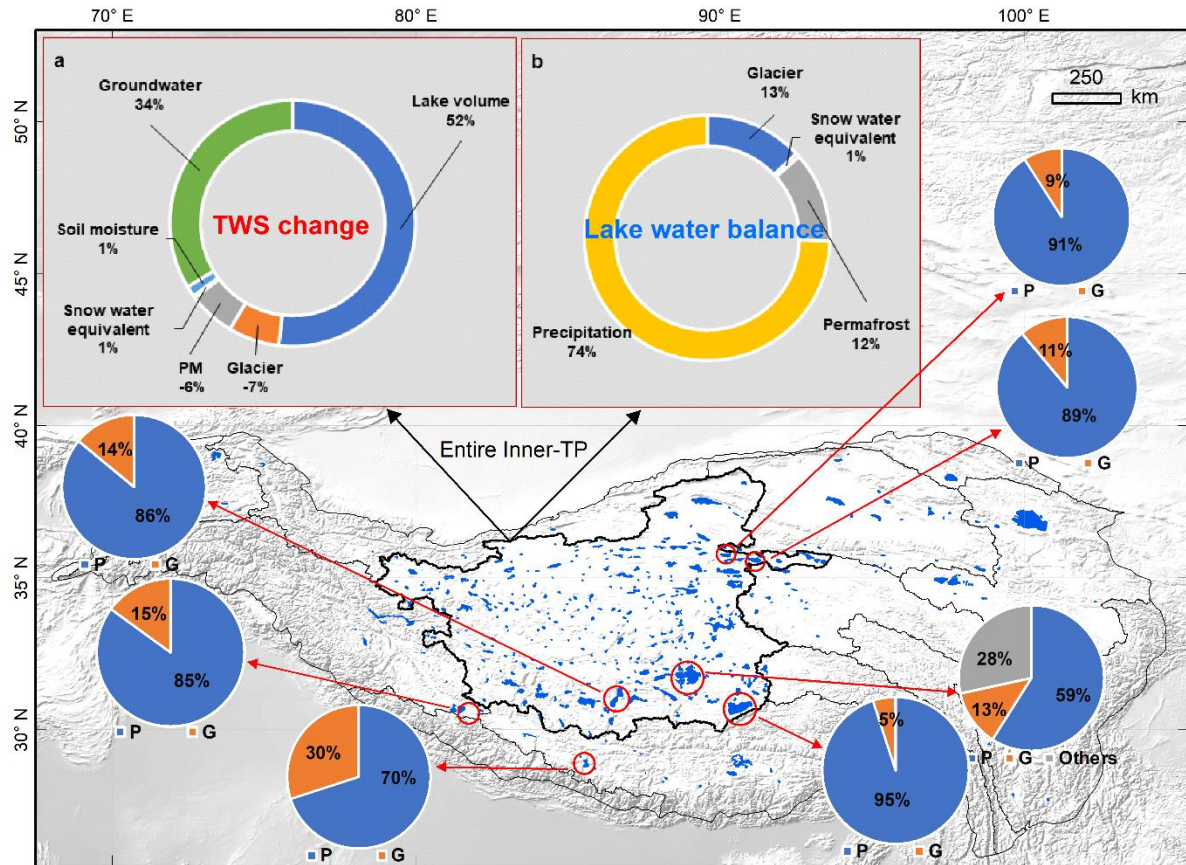 70° E
80° E
90° E
100° E
50° N
45° N
40° N
35° N
30° N
a
Groundwater
34%
Lake volume
52%
TWS change
Soil moisture
1%
Snow water
equivalent
1%
PM
-6%
Glacier
-7%
b
Glacier
13%
Snow water
equivalent
1%
Lake water balance
Precipitation
74%
Permafrost
12%
250
km
Entire Inner-TP
9%
91%
P G
11%
89%
P G
14%
86%
P G
15%
85%
P G
30%
70%
P G
5%
95%
P G
28%
59%
13%
P G Others